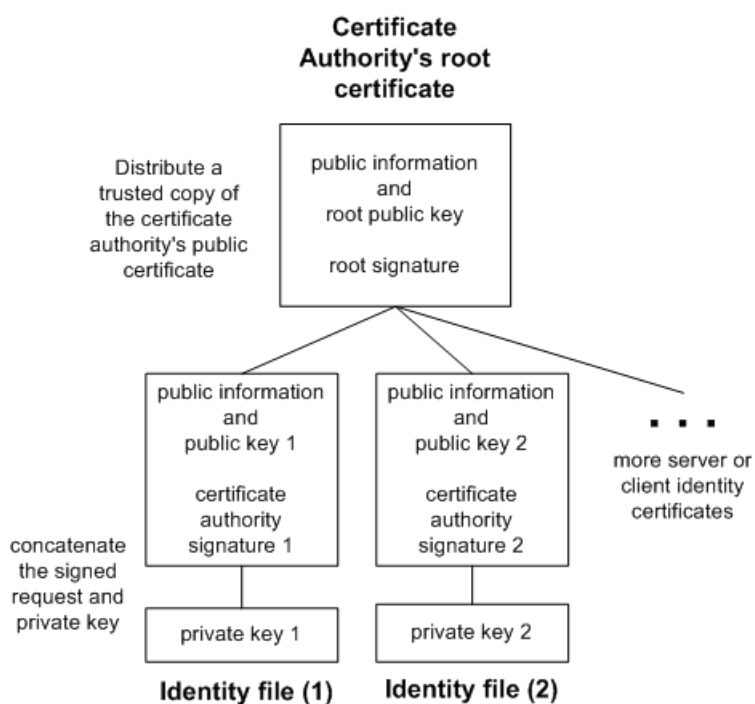 Certificate
Authority's root
certificate
Distribute a
trusted copy of
the certificate
authority's public
certificate
public information
and
root public key
root signature
public information
and
public key 1
certificate
authority
signature 1
public information
and
public key 2
certificate
authority
signature 2
. . .
more server or
client identity
certificates
concatenate
the signed
request and
private key
private key 1
private key 2
Identity file (1)
Identity file (2)